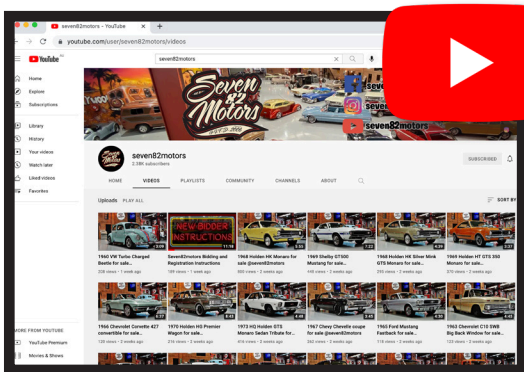 seven82motors - YouTube
youtube.com/user/seven82motors/videos
YouTube
seven82motors
Home
Explore
Subscriptions
Library
History
Your videos
Watch later
Liked videos
Favorites
MORE FROM YOUTUBE
YouTube Premium
Movies & Shows
Seven
82
Motors
seve
seven
seven82motors
seven82motors
2.58K subscribers
SUBSCRIBED
HOME VIDEOS PLAYLISTS COMMUNITY CHANNELS ABOUT
Uploads PLAY ALL
SORT BY
NEW BIDDER
INSTRUCTIONS
1960 VW Turbo Charged
Beetle for sale...
Seven82motors Bidding and
Registration Instructions
1968 Holden HK Monaro for
sale @seven82motors
1969 Shelby GT500
Mustang for sale...
1968 Holden HK Silver Mink
GTS Monaro for sale...
1969 Holden HT GTS 350
Monaro for sale...
1966 Chevrolet Corvette 427
convertible for sale...
1970 Holden HG Premier
Wagon for sale...
1973 HQ Holden GTS
Monaro Sedan Tribute for...
1967 Chevy Chevelle coupe
for sale @seven82motors
1965 Ford Mustang
Fastback for sale...
1963 Chevrolet C10 SWB
Big Back Window for sale...